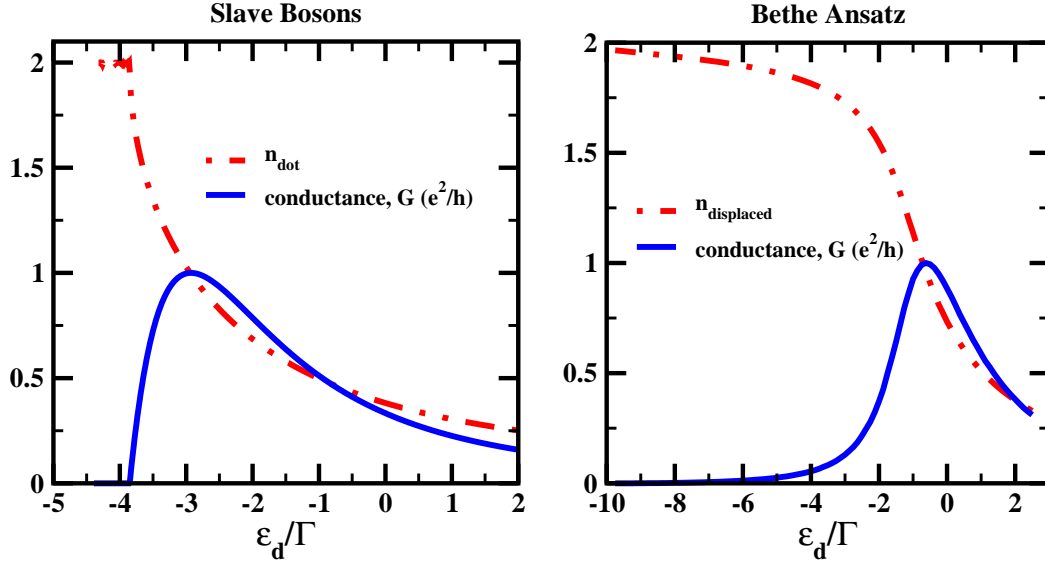 Slave Bosons
2
1.5
1
0.5
0
-5 -4 -3 -2 -1 0 1 2
n_dot
conductance, G (e^2/h)
ε_d/Γ
Bethe Ansatz
2
1.5
1
0.5
0
-10 -8 -6 -4 -2 0 2
n_displaced
conductance, G (e^2/h)
ε_d/Γ